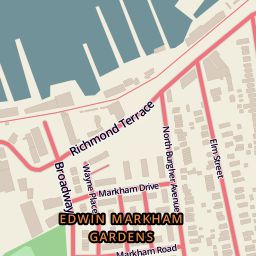 Richmond Terrace
North Burgher Avenue
Elm Street
Broadway
Wayne Place
Markham Drive
EDWIN MARKHAM
GARDENS
Markham Road